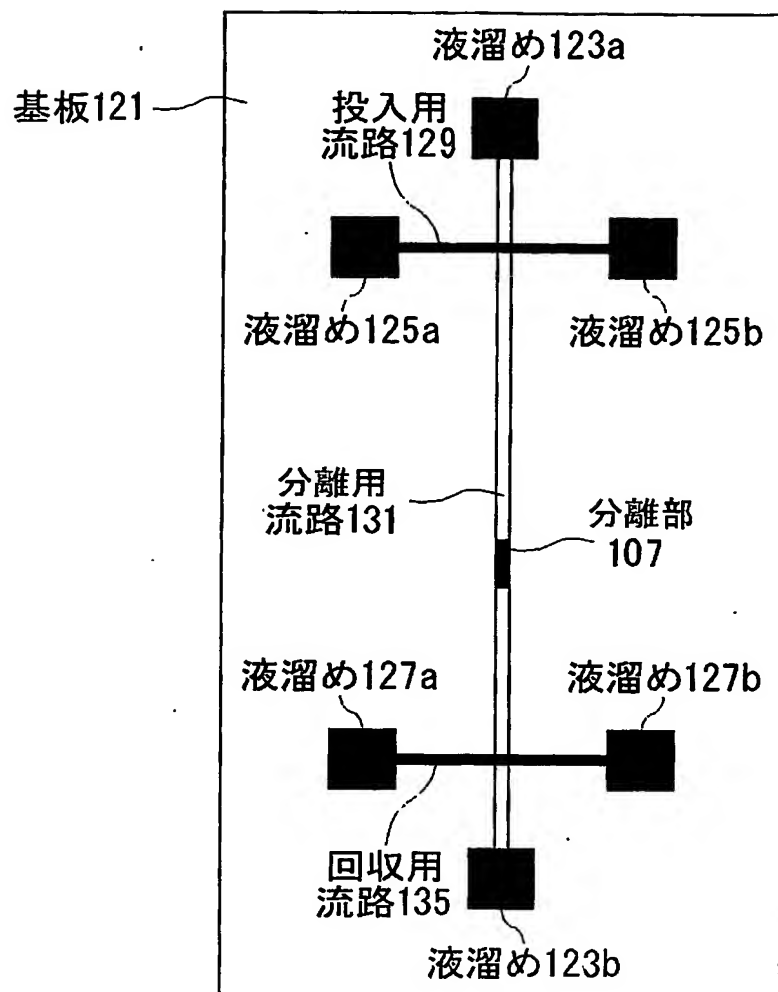 液溜め123a
基板121
投入用
流路129
液溜め125a
液溜め125b
分離用
流路131
分離部
107
液溜め127a
液溜め127b
回収用
流路135
液溜め123b